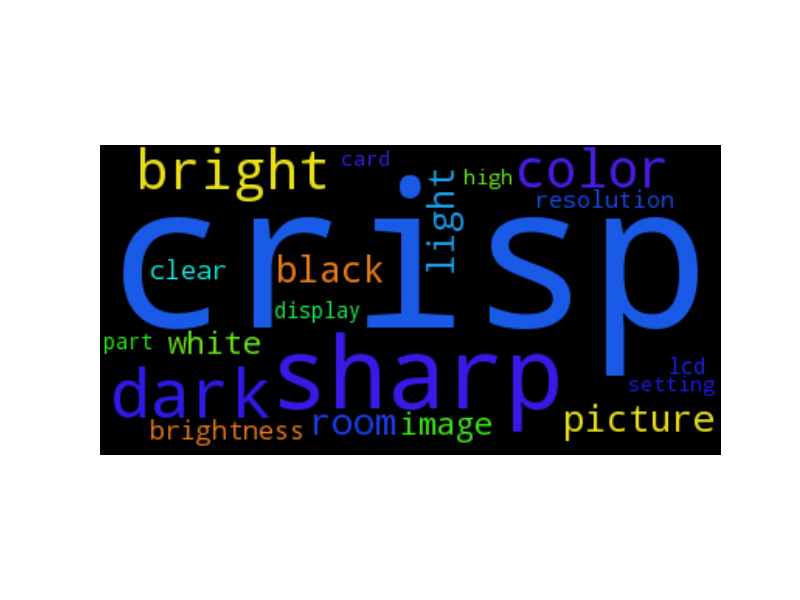 bright
card
high
color
resolution
light
crisp
clear
black
display
part
white
sharp
dark
lcd
setting
brightness
room
image
picture